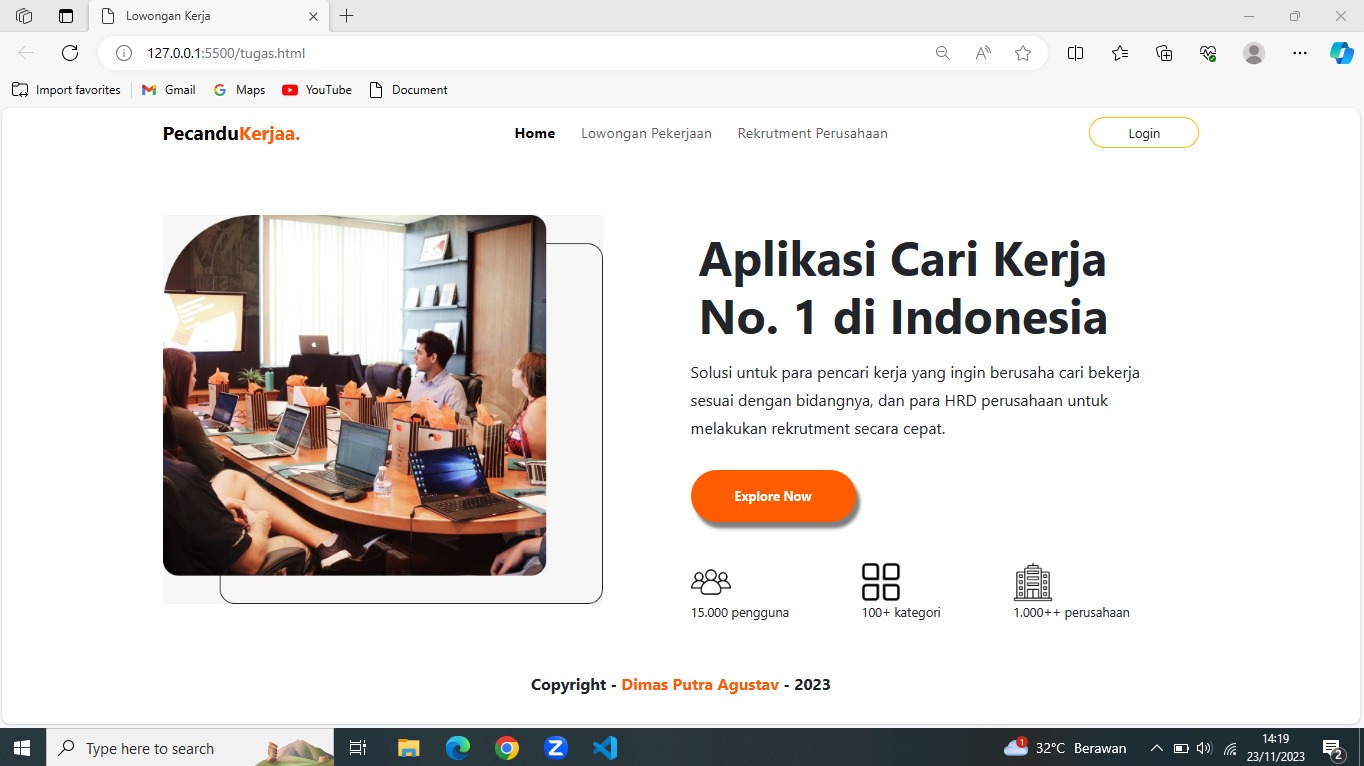 Lowongan Kerja
127.0.0.1:5500/tugas.html
Import favorites
Gmail
Maps
YouTube
Document
PecanduKerjaa.
Home
Lowongan Pekerjaan
Rekrutment Perusahaan
Login
Aplikasi Cari Kerja
No. 1 di Indonesia
Solusi untuk para pencari kerja yang ingin berusaha cari bekerja
sesuai dengan bidangnya, dan para HRD perusahaan untuk
melakukan rekrutment secara cepat.
Explore Now
15.000 pengguna
100+ kategori
1.000++ perusahaan
Copyright - Dimas Putra Agustav - 2023
Type here to search
1
32°C Berawan
14:19
23/11/2023
2